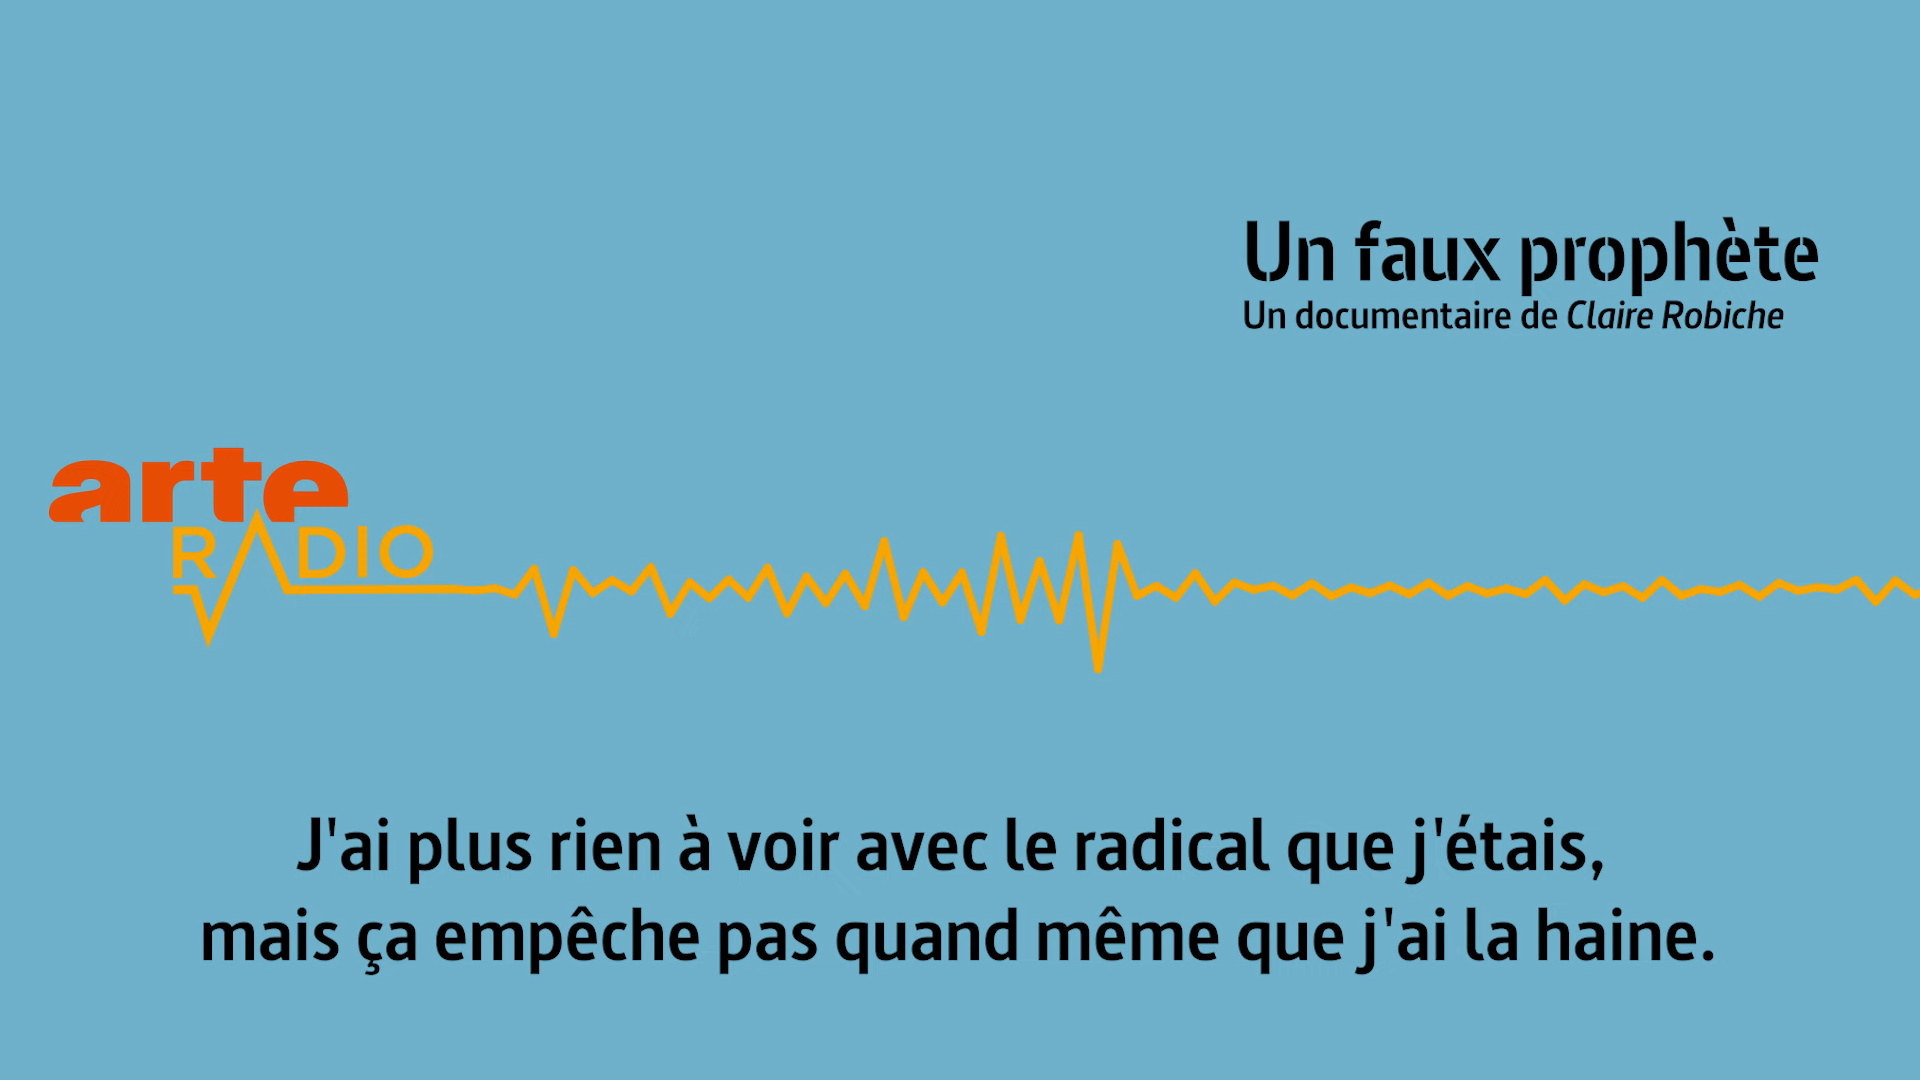 Un faux prophète
Un documentaire de Claire Robiche
arte
RADIO
J'ai plus rien à voir avec le radical que j'étais,
mais ça empêche pas quand même que j'ai la haine.